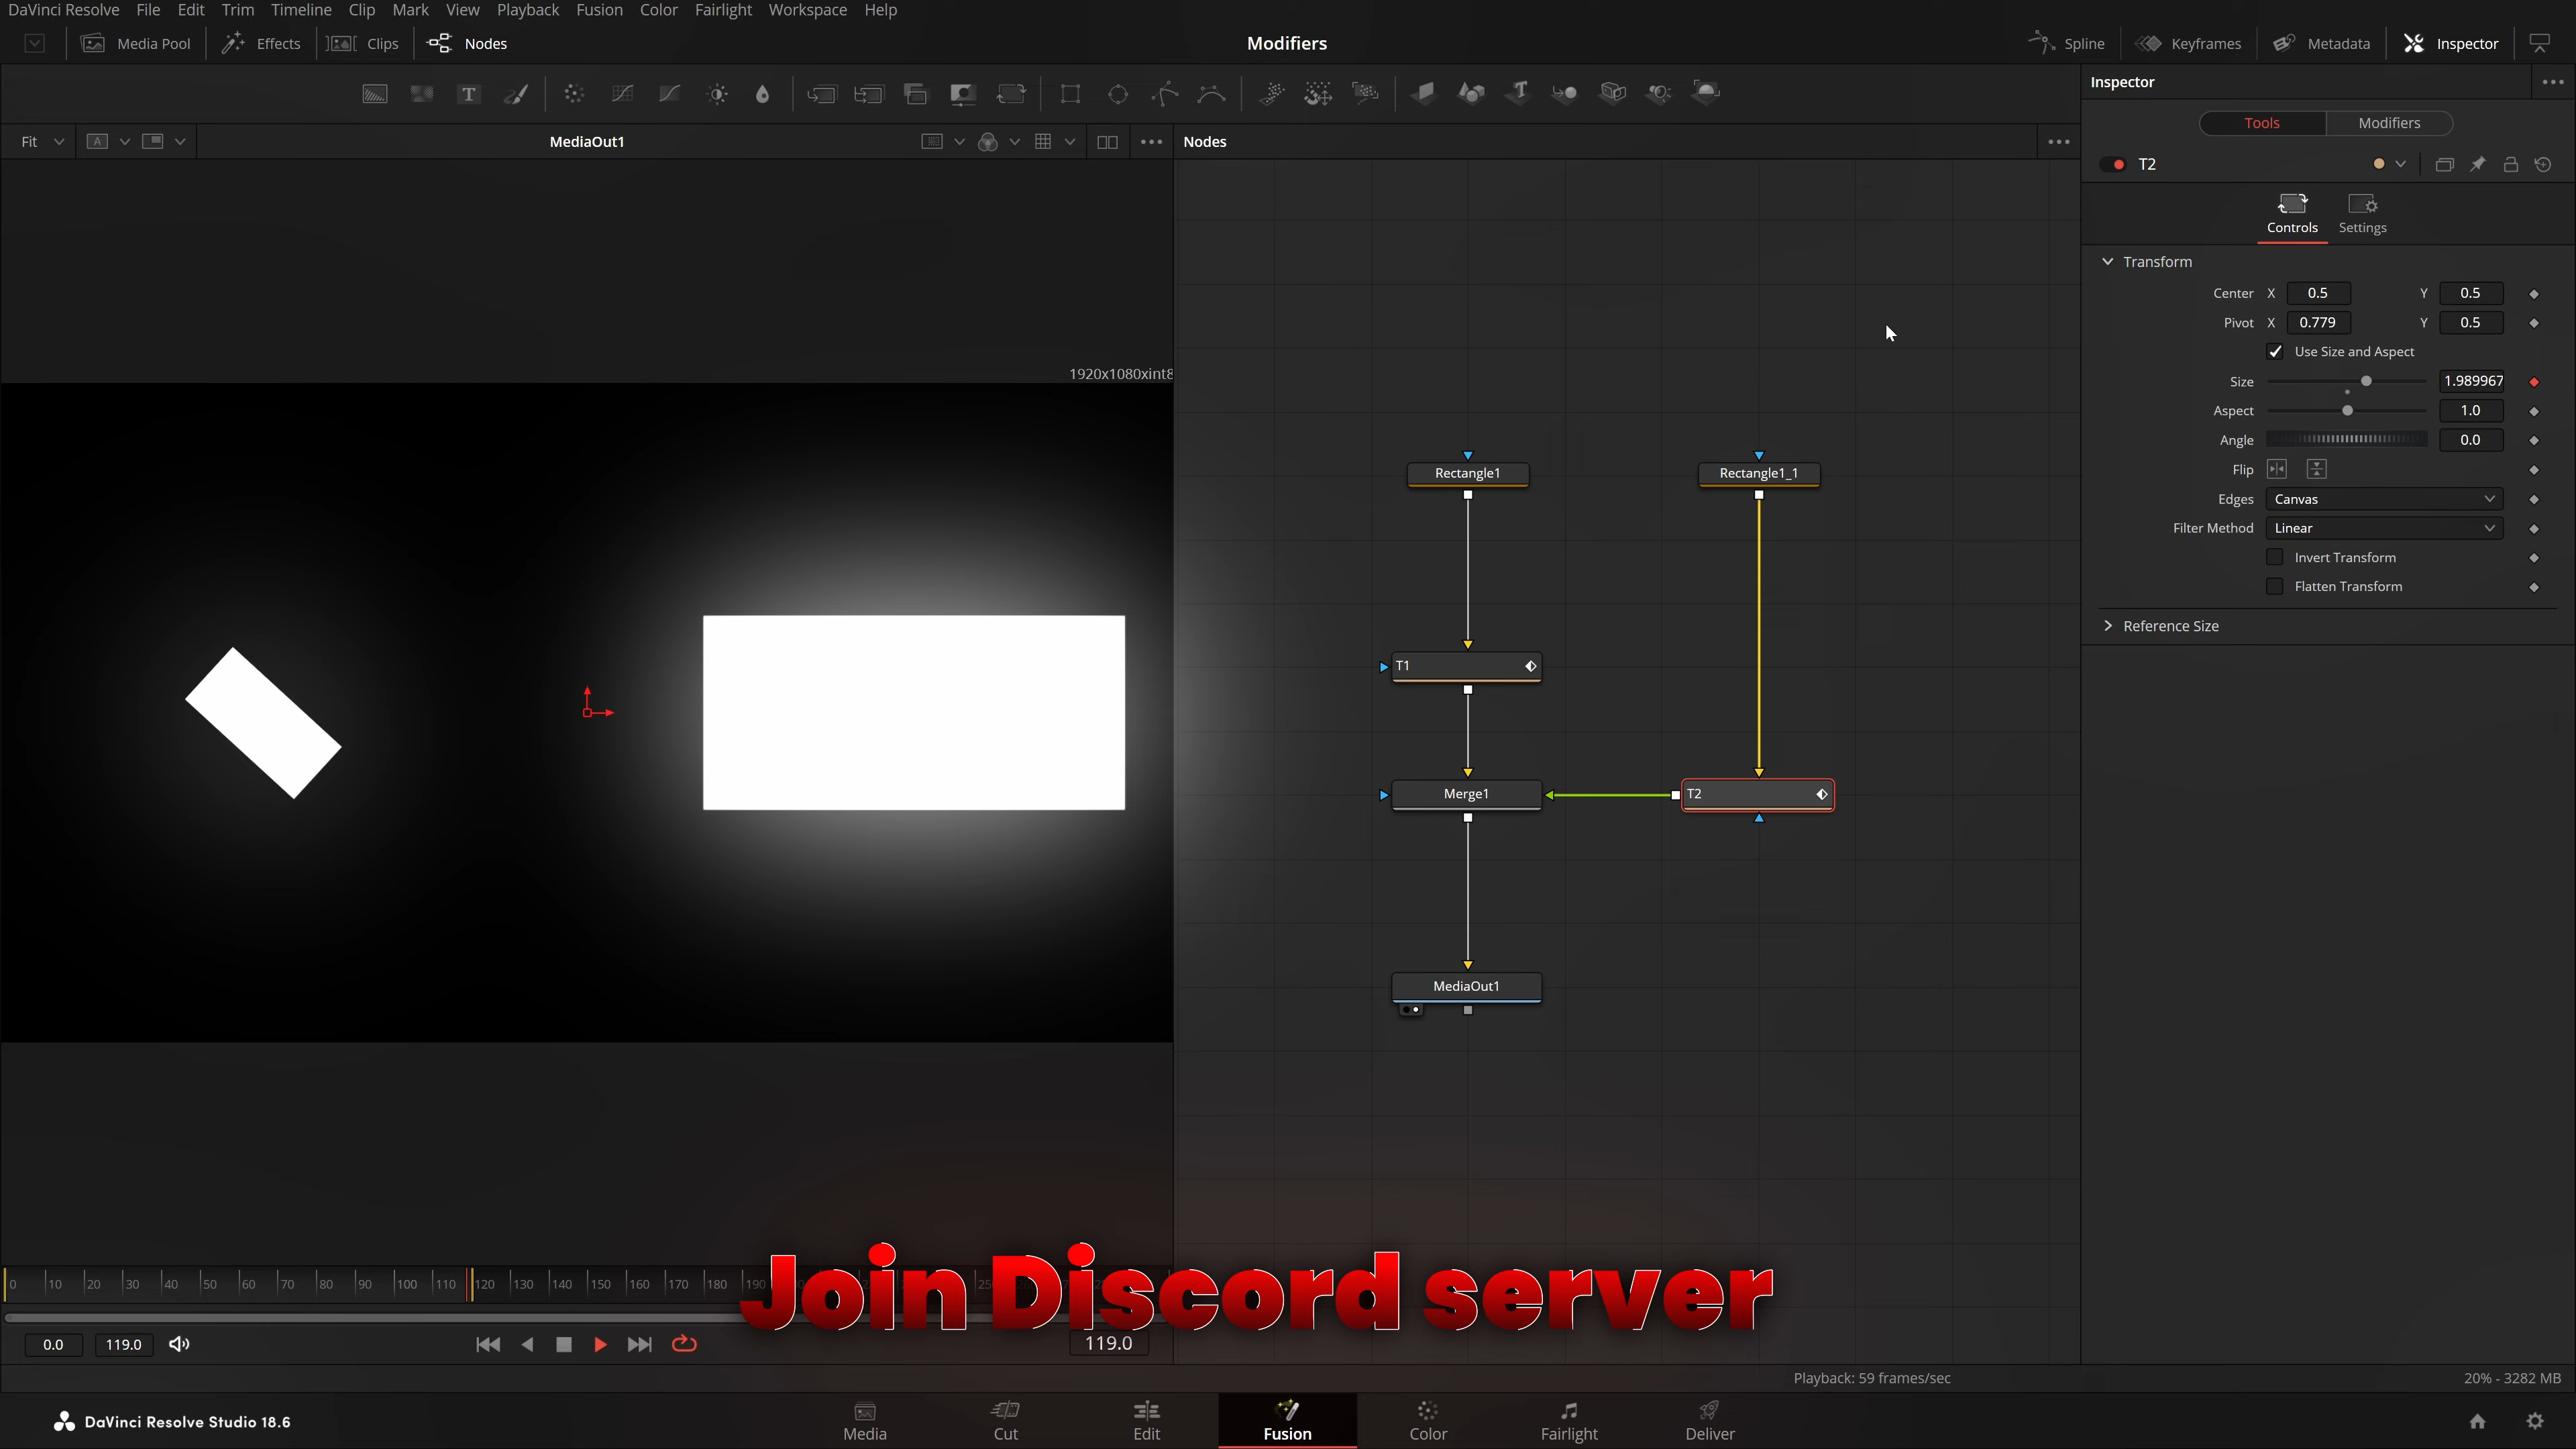 DaVinci Resolve File Edit Trim Timeline Clip Mark View Playback Fusion Color Fairlight Workspace Help
Media Pool Effects Clips Nodes Modifiers Spline Keyframes Metadata Inspector
Inspector
Tools Modifiers
Fit A MediaOut1 Nodes
T2
Controls Settings
Transform
Center X 0.5 Y 0.5
Pivot X 0.779 Y 0.5
Use Size and Aspect
1920x1080xint8
Size 1.989967
Aspect 1.0
Angle 0.0
Flip
Edges Canvas
Filter Method Linear
Invert Transform
Flatten Transform
Reference Size
Rectangle1 Rectangle1_1
T1
Merge1 T2
MediaOut1
0 10 20 30 40 50 60 70 80 90 100 110 120 130 140 150 160 170 180 190
Join Discord server
0.0 119.0 119.0
Playback: 59 frames/sec 20% - 3282 MB
DaVinci Resolve Studio 18.6 Media Cut Edit Fusion Color Fairlight Deliver